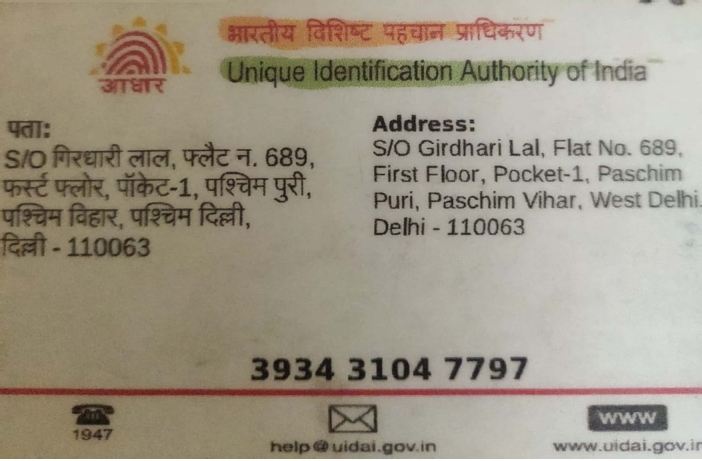 भारतीय विशिष्ट पहचान प्राधिकरण
Unique Identification Authority of India
आधार
पता:
S/O गिरधारी लाल, फ्लैट न. 689,
फर्स्ट फ्लोर, पॉकेट-1, पश्चिम पुरी,
पश्चिम विहार, पश्चिम दिल्ली,
दिल्ली - 110063
Address:
S/O Girdhari Lal, Flat No. 689,
First Floor, Pocket-1, Paschim
Puri, Paschim Vihar, West Delhi,
Delhi - 110063
3934 3104 7797
1947
help@uidai.gov.in
www
www.uidai.gov.in